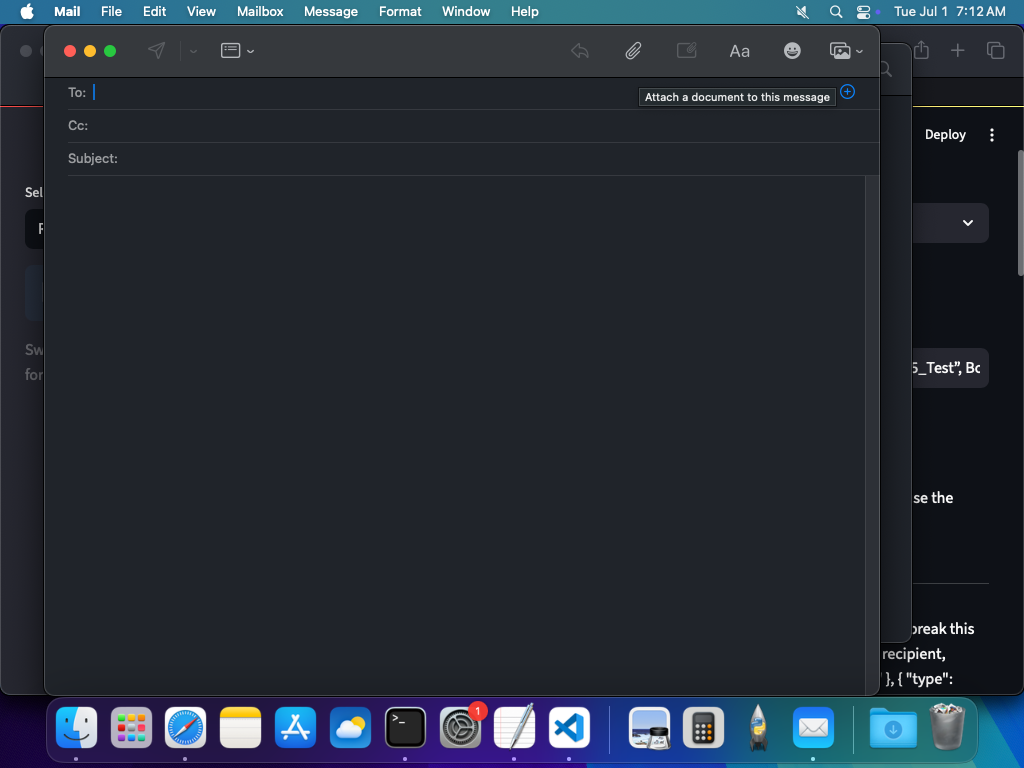 Mail File Edit View Mailbox Message Format Window Help Tue Jul 1 7:12 AM
Aa
To:
Attach a document to this message
Cc:
Deploy
Subject:
Sel
5_Test”, Bc
Sw
for
se the
break this
recipient,
}, { "type":
>_
1